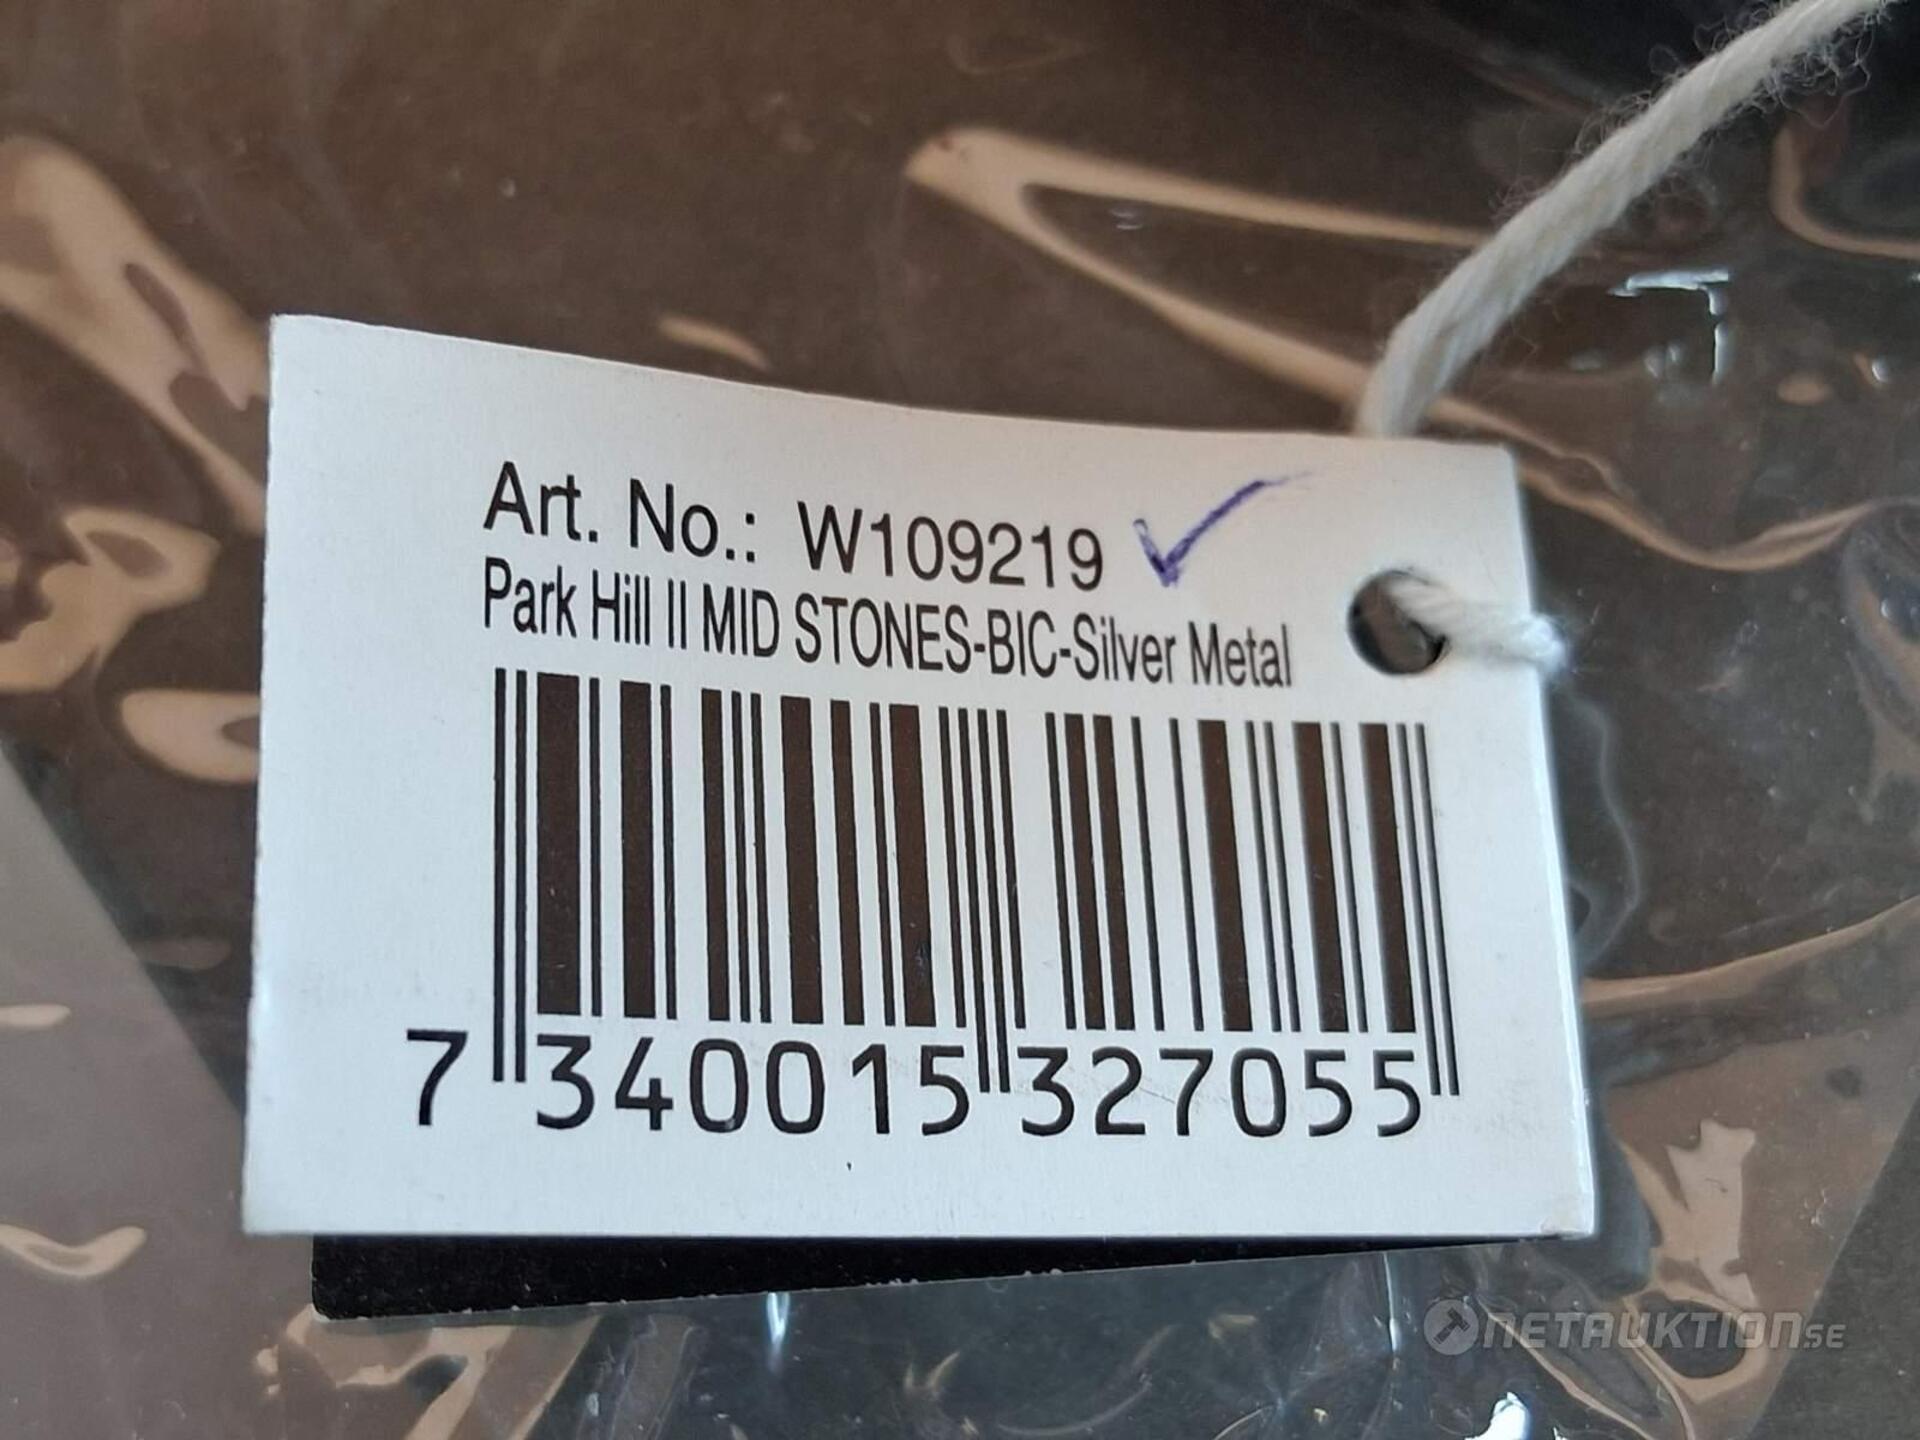 Art. No.: W109219
Park Hill II MID STONES-BIC-Silver Metal
7 340015 327055
NETAUKTION.SE